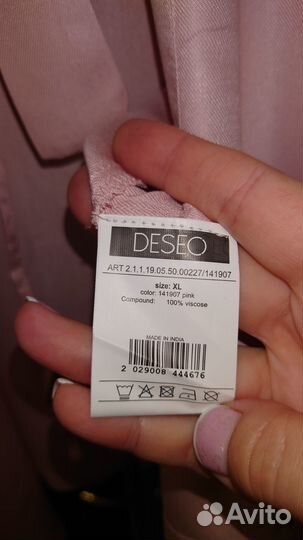 DESEO
ART 2.1.1.19.05.50.00227/141907
size: XL
color: 141907 pink
Compound: 100% viscose
MADE IN INDIA
2 029008 444676
Avito